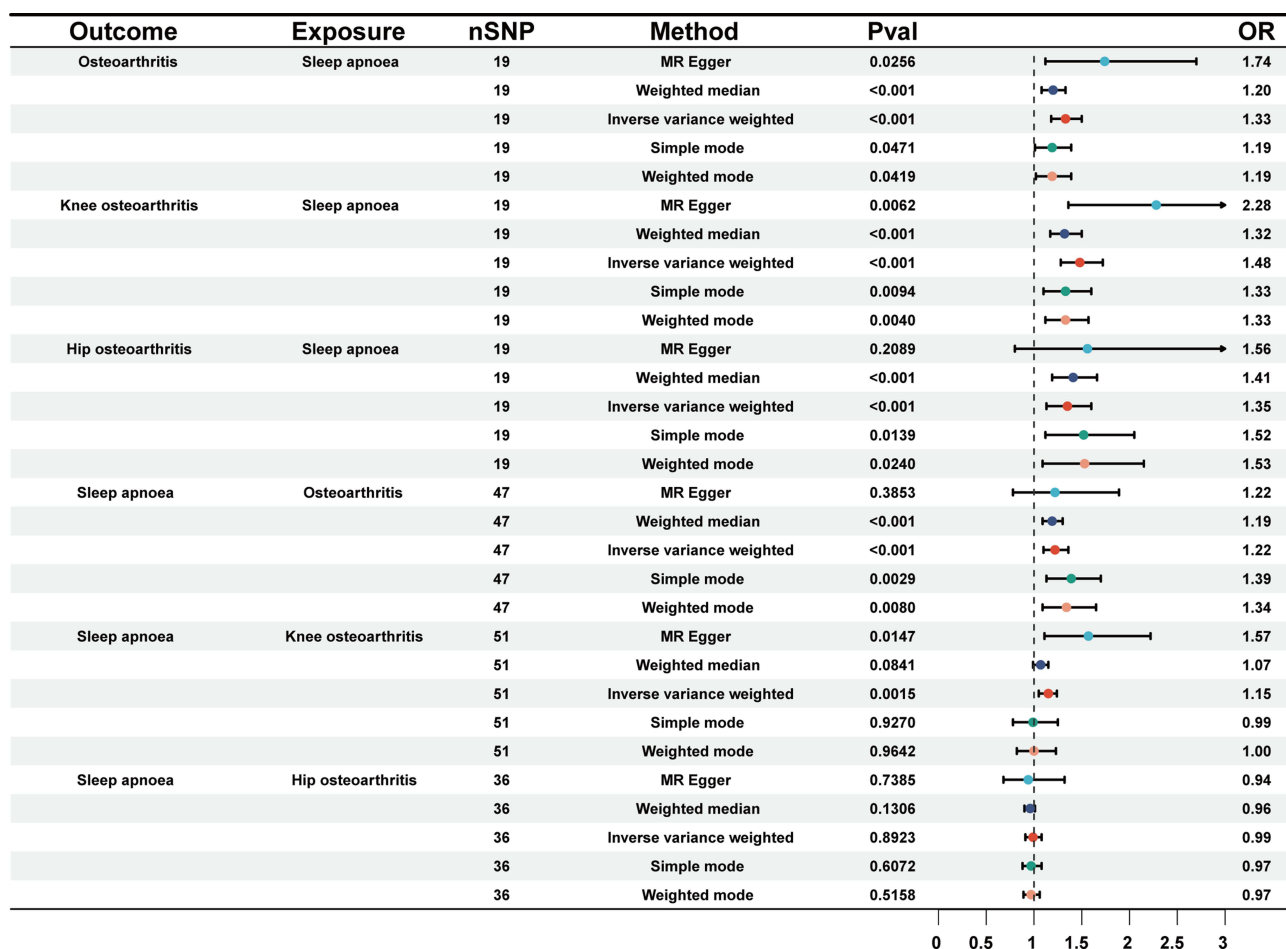 Outcome Exposure nSNP Method Pval OR
Osteoarthritis Sleep apnoea 19 MR Egger 0.0256 1.74
19 Weighted median <0.001 1.20
19 Inverse variance weighted <0.001 1.33
19 Simple mode 0.0471 1.19
19 Weighted mode 0.0419 1.19
Knee osteoarthritis Sleep apnoea 19 MR Egger 0.0062 2.28
19 Weighted median <0.001 1.32
19 Inverse variance weighted <0.001 1.48
19 Simple mode 0.0094 1.33
19 Weighted mode 0.0040 1.33
Hip osteoarthritis Sleep apnoea 19 MR Egger 0.2089 1.56
19 Weighted median <0.001 1.41
19 Inverse variance weighted <0.001 1.35
19 Simple mode 0.0139 1.52
19 Weighted mode 0.0240 1.53
Sleep apnoea Osteoarthritis 47 MR Egger 0.3853 1.22
47 Weighted median <0.001 1.19
47 Inverse variance weighted <0.001 1.22
47 Simple mode 0.0029 1.39
47 Weighted mode 0.0080 1.34
Sleep apnoea Knee osteoarthritis 51 MR Egger 0.0147 1.57
51 Weighted median 0.0841 1.07
51 Inverse variance weighted 0.0015 1.15
51 Simple mode 0.9270 0.99
51 Weighted mode 0.9642 1.00
Sleep apnoea Hip osteoarthritis 36 MR Egger 0.7385 0.94
36 Weighted median 0.1306 0.96
36 Inverse variance weighted 0.8923 0.99
36 Simple mode 0.6072 0.97
36 Weighted mode 0.5158 0.97
0 0.5 1 1.5 2 2.5 3